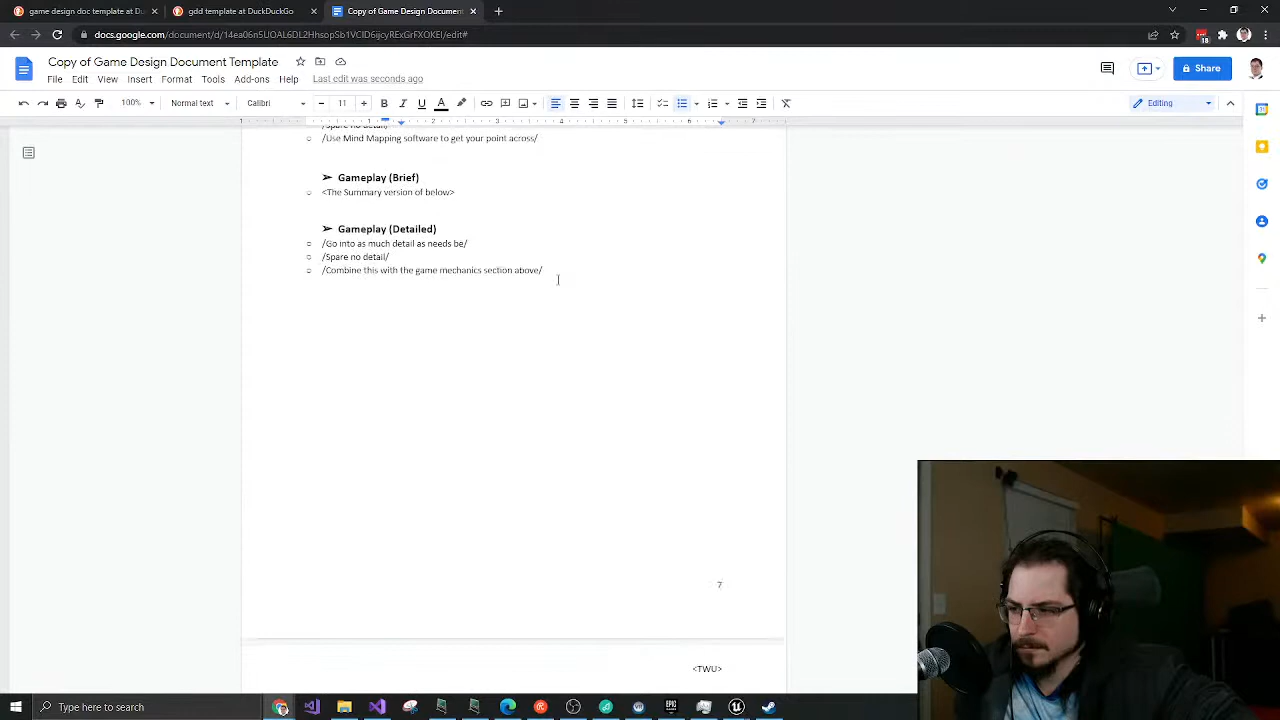 game design doc template at Du
gdd template at DuckDuckGo
Copy of Game Design Document
docs.google.com/document/d/14ea06n5UOAL6DL2HhsopSb1VCID6ijcyRExGrFXOKEI/edit#
Copy of Game Design Document Template
File Edit View Insert Format Tools Add-ons Help Last edit was seconds ago
Share
100% Normal text Calibri 11 Editing
/Spare no detail/
/Use Mind Mapping software to get your point across/
➢ Gameplay (Brief)
<The Summary version of below>
➢ Gameplay (Detailed)
/Go into as much detail as needs be/
/Spare no detail/
/Combine this with the game mechanics section above/
7
<TWU>
Type here to search